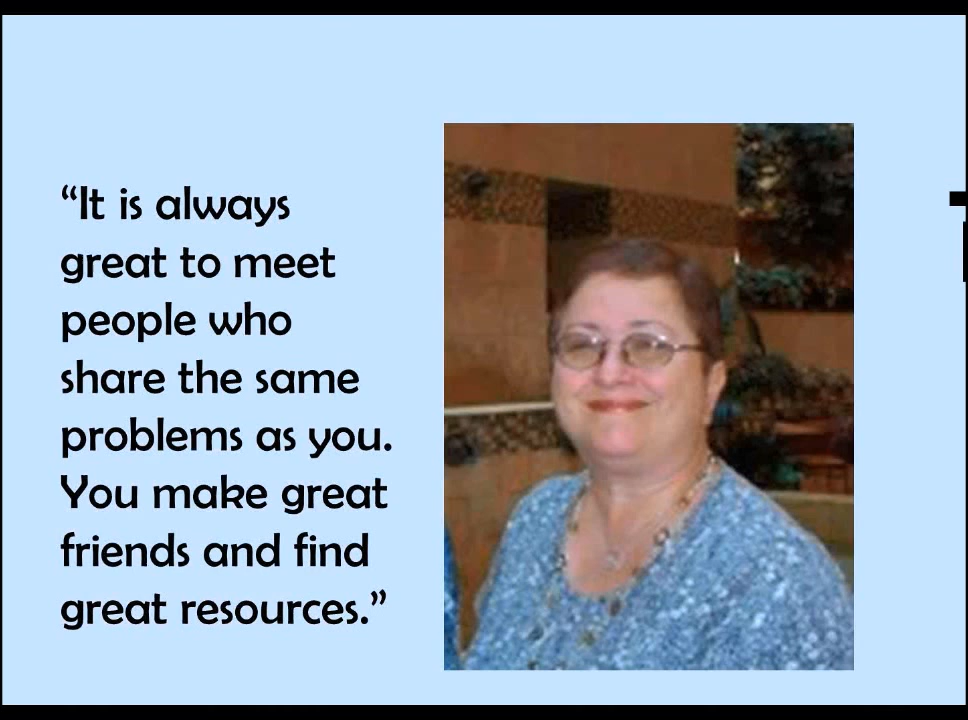 “It is always
great to meet
people who
share the same
problems as you.
You make great
friends and find
great resources.”